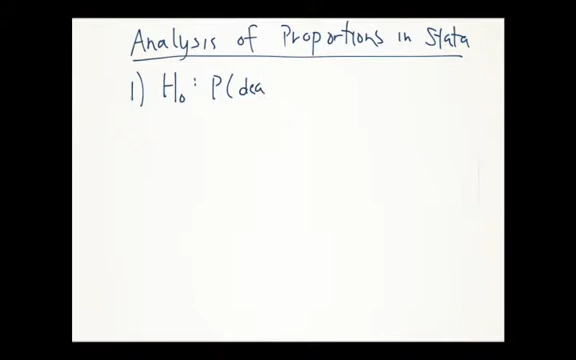 Analysis of Proportions in Stata
1) H₀ : P(dea